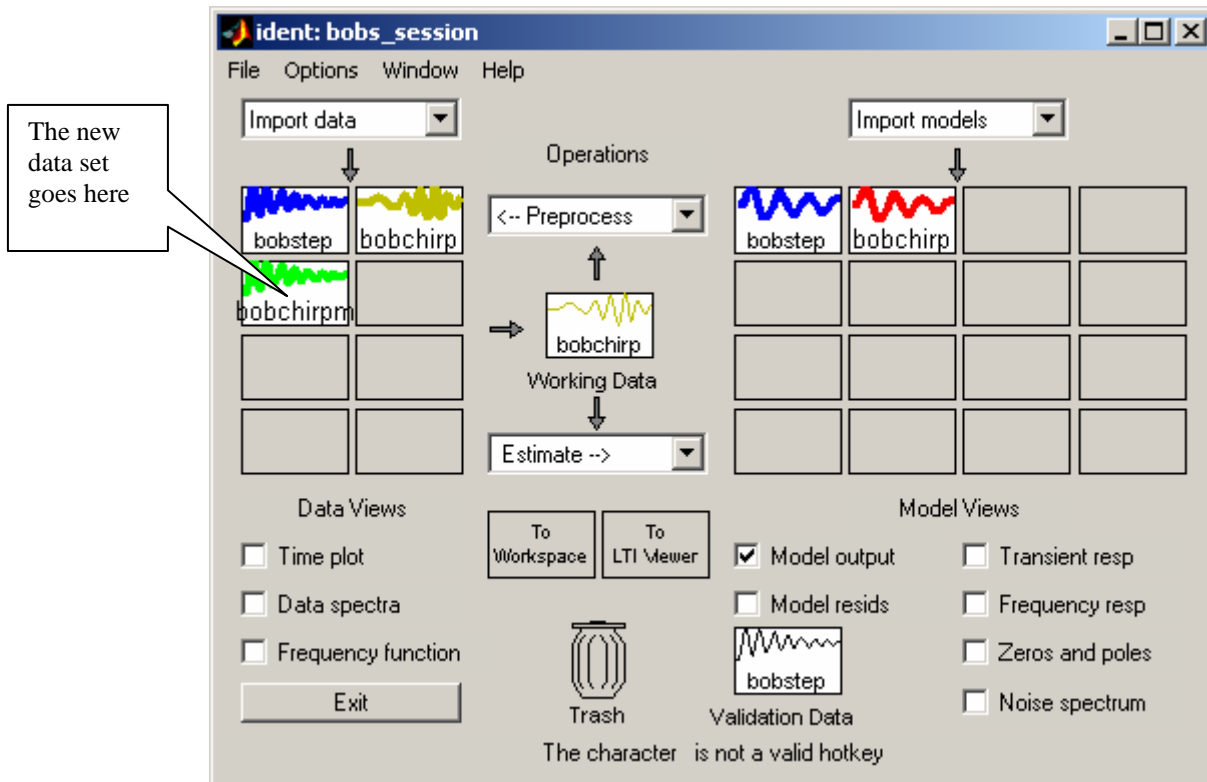 ident: bobs_session
File Options Window Help
The new
data set
goes here
Import data
Import models
Operations
<-- Preprocess
bobstep
bobchirp
bobstep
bobchirp
bobchirpm
bobchirp
Working Data
Estimate -->
Data Views
Model Views
To
Workspace
To
LTI Viewer
Time plot
Model output
Transient resp
Data spectra
Model resids
Frequency resp
Frequency function
bobstep
Zeros and poles
Exit
Trash
Validation Data
Noise spectrum
The character is not a valid hotkey